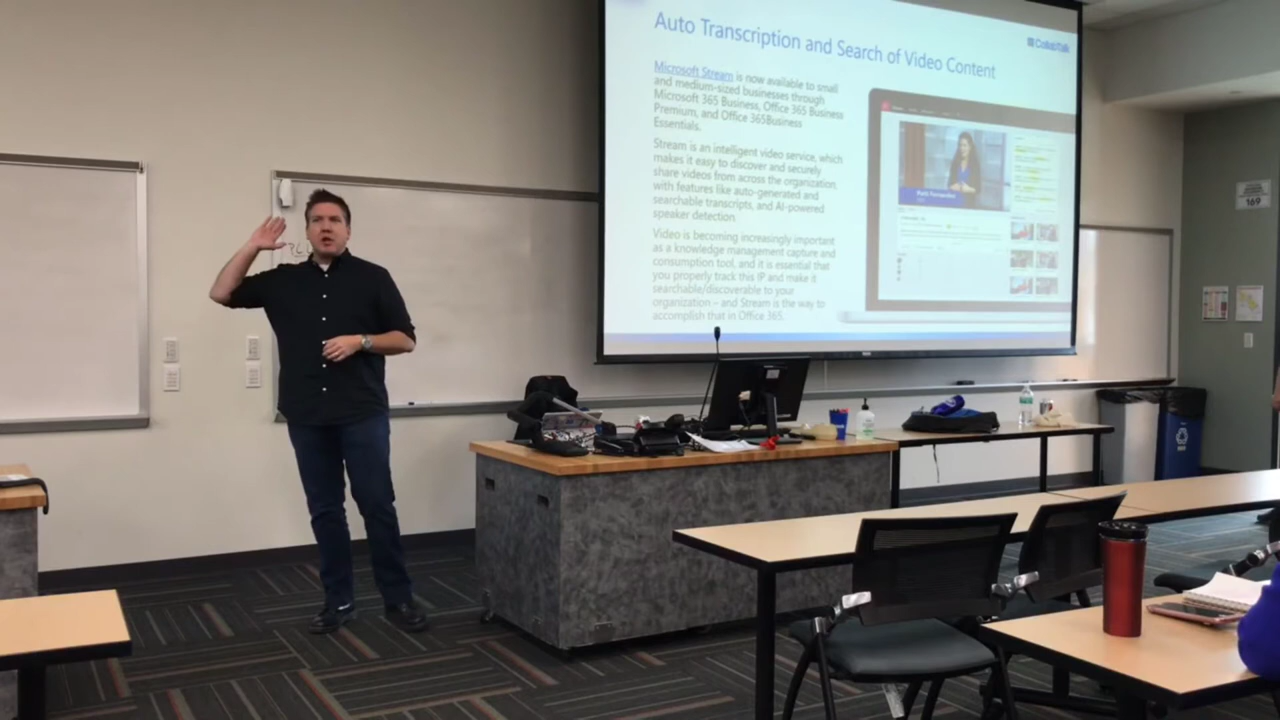 Auto Transcription and Search of Video Content
CollabTalk
Microsoft Stream is now available to small
and medium-sized businesses through
Microsoft 365 Business, Office 365 Business
Premium, and Office 365Business
Essentials.
Stream is an intelligent video service, which
makes it easy to discover and securely
share videos from across the organization,
with features like auto-generated and
searchable transcripts, and AI-powered
speaker detection
Video is becoming increasingly important
as a knowledge management capture and
consumption tool, and it is essential that
you properly track this IP and make it
searchable/discoverable to your
organization – and Stream is the way to
accomplish that in Office 365.
169